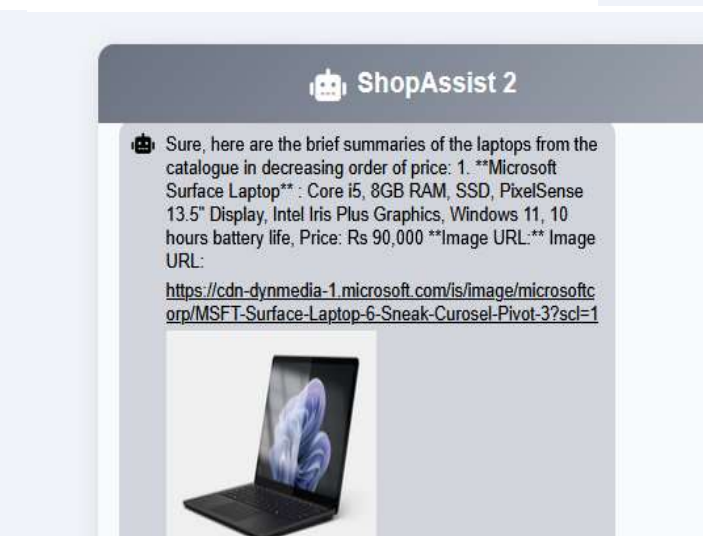 ShopAssist 2
Sure, here are the brief summaries of the laptops from the
catalogue in decreasing order of price: 1. **Microsoft
Surface Laptop** : Core i5, 8GB RAM, SSD, PixelSense
13.5" Display, Intel Iris Plus Graphics, Windows 11, 10
hours battery life, Price: Rs 90,000 **Image URL:** Image
URL:
https://cdn-dynmedia-1.microsoft.com/is/image/microsoftc
orp/MSFT-Surface-Laptop-6-Sneak-Curosel-Pivot-3?scl=1